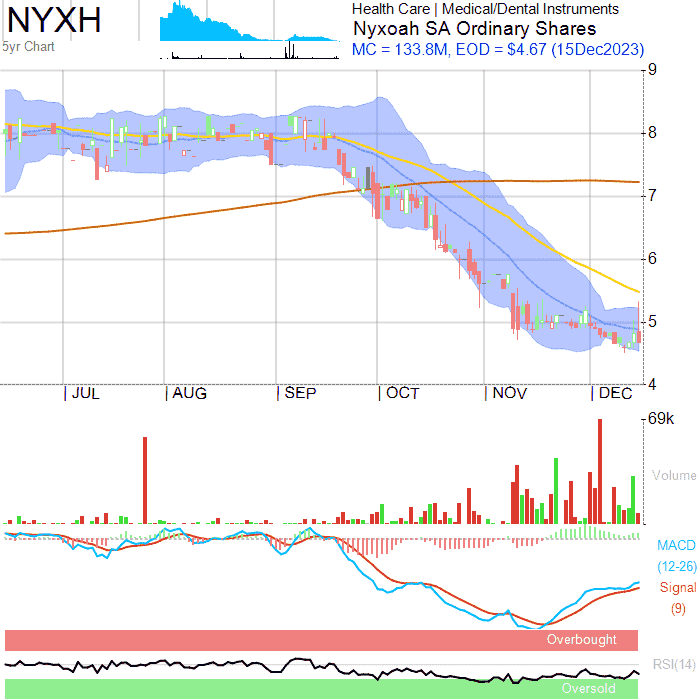 NYXH
5yr Chart
Health Care | Medical/Dental Instruments
Nyxoah SA Ordinary Shares
MC = 133.8M, EOD = $4.67 (15Dec2023)
9
8
7
6
5
4
JUL AUG SEP OCT NOV DEC
69k
Volume
MACD
(12-26)
Signal
(9)
Overbought
RSI(14)
Oversold